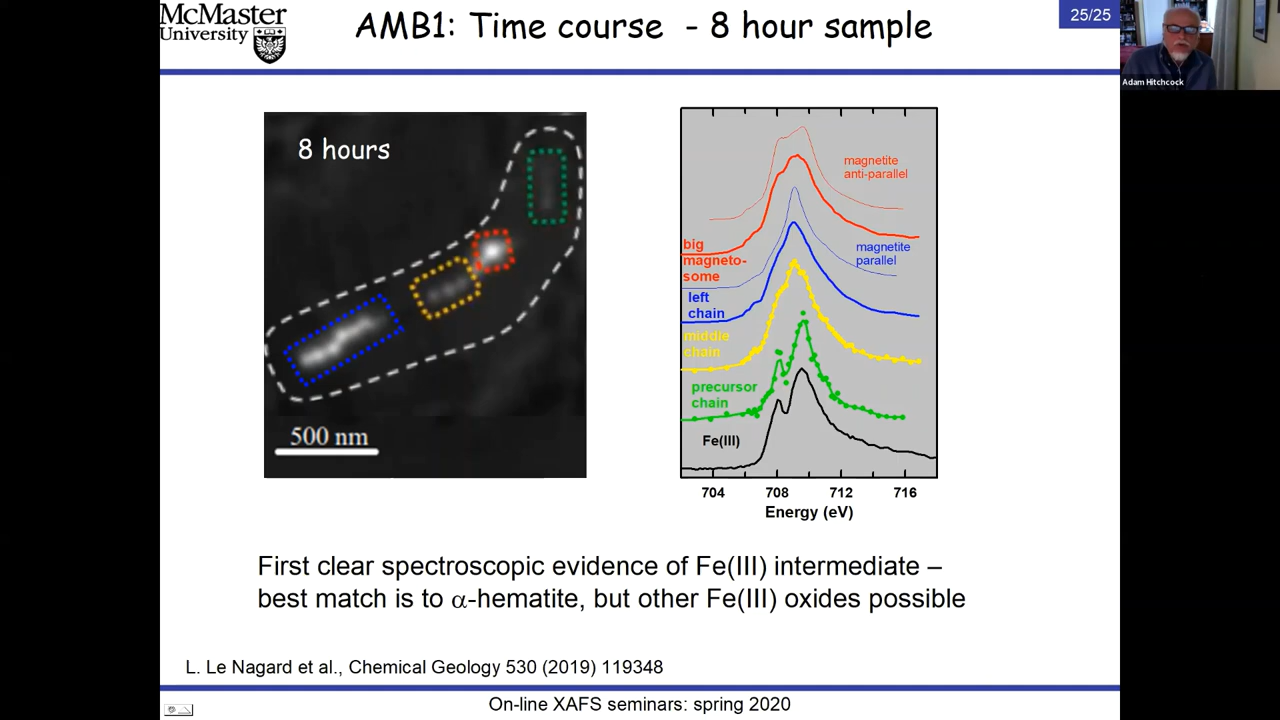 McMaster
University
AMB1: Time course - 8 hour sample
25/25
Adam Hitchcock
8 hours
500 nm
magnetite
anti-parallel
big
magneto-
some
magnetite
parallel
left
chain
middle
chain
precursor
chain
Fe(III)
704 708 712 716
Energy (eV)
First clear spectroscopic evidence of Fe(III) intermediate –
best match is to α-hematite, but other Fe(III) oxides possible
L. Le Nagard et al., Chemical Geology 530 (2019) 119348
On-line XAFS seminars: spring 2020